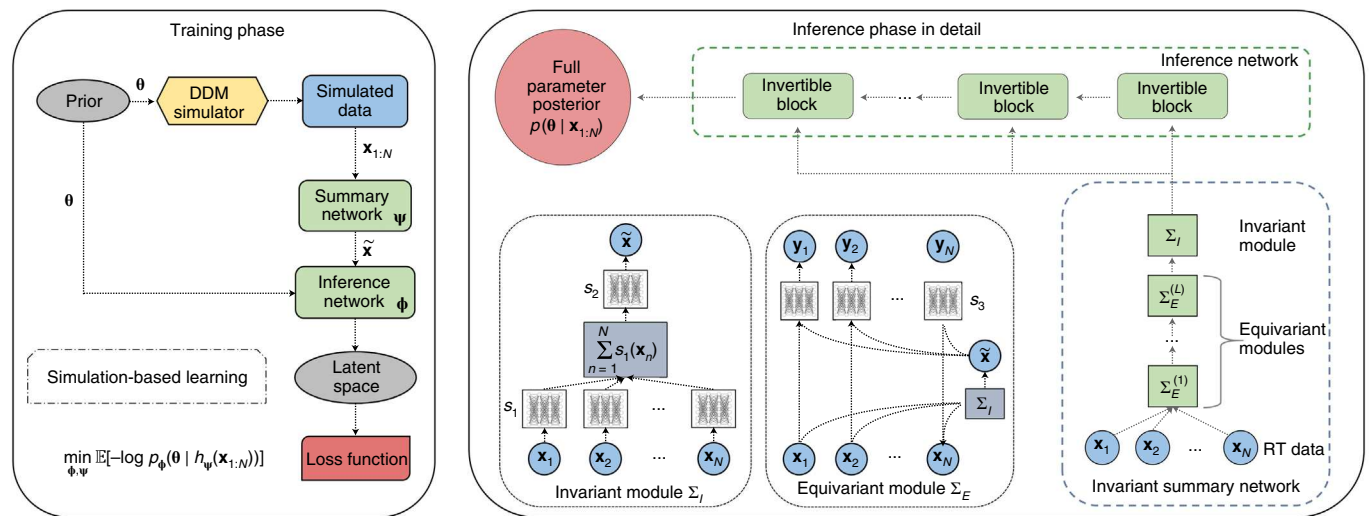 Training phase
Prior
θ
DDM
simulator
Simulated
data
x1:N
θ
Summary
network ψ
x̃
Inference
network ϕ
Simulation-based learning
Latent
space
min 𝔼[–log pϕ(θ | hψ(x1:N))]
ϕ,ψ
Loss function
Inference phase in detail
Full
parameter
posterior
p(θ | x1:N)
Inference network
Invertible
block
...
Invertible
block
Invertible
block
x̃
s2
N
∑ s1(xn)
n = 1
s1
...
x1 x2 ... xN
Invariant module ΣI
y1 y2 yN
... s3
x̃
ΣI
x1 x2 ... xN
Equivariant module ΣE
ΣI
Invariant
module
ΣE(L)
...
Equivariant
modules
ΣE(1)
x1 x2 ... xN RT data
Invariant summary network